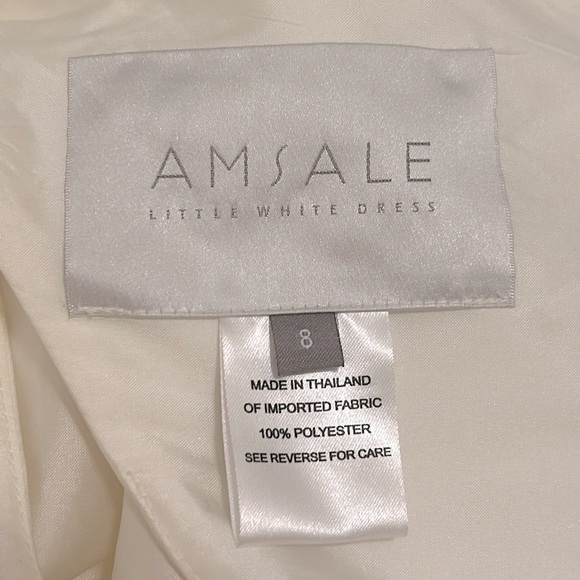 AMSALE
LITTLE WHITE DRESS
8
MADE IN THAILAND
OF IMPORTED FABRIC
100% POLYESTER
SEE REVERSE FOR CARE